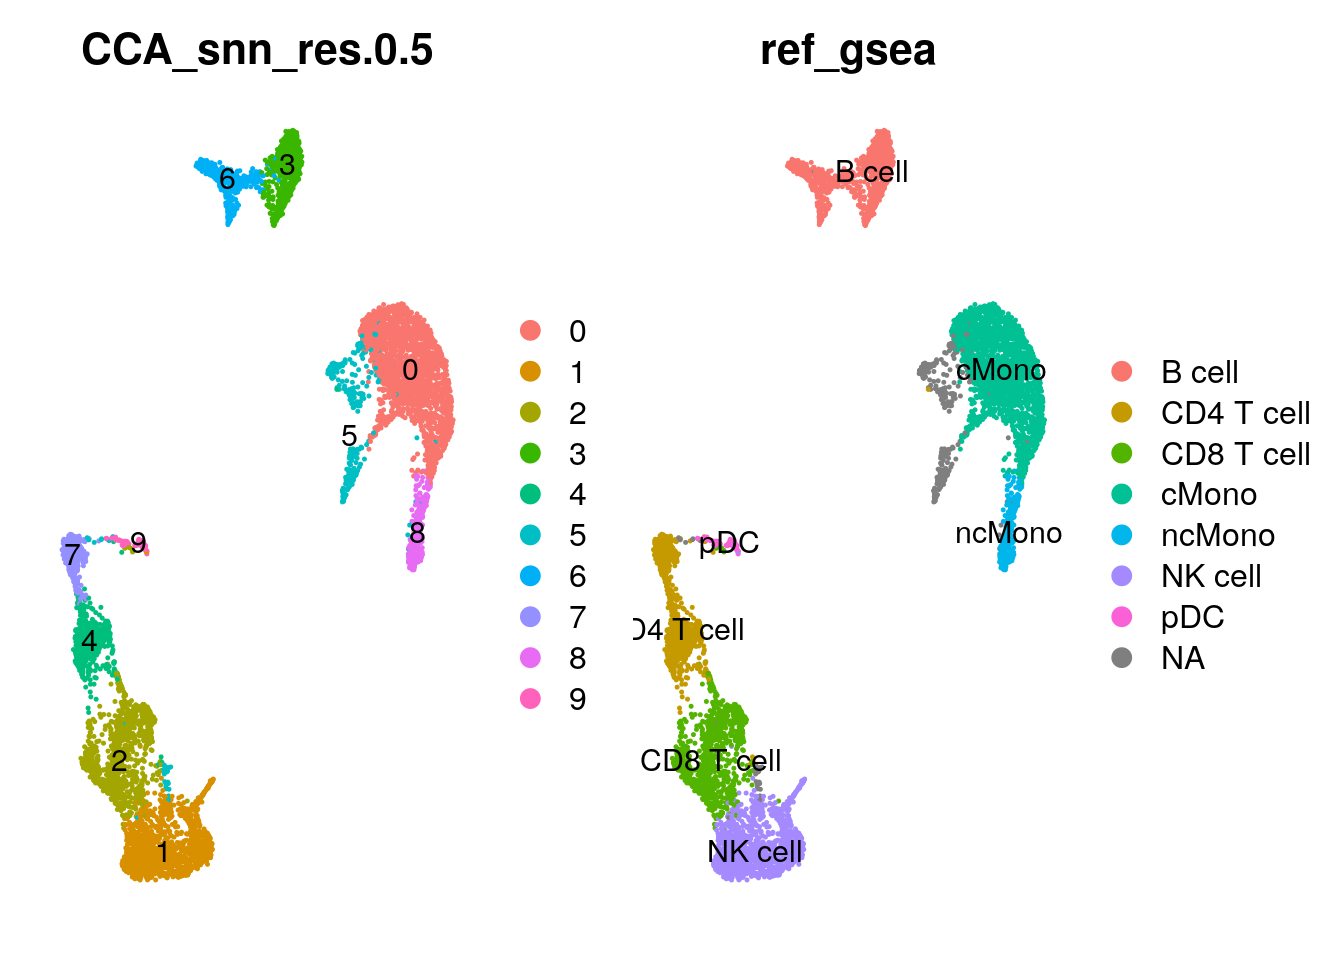 CCA_snn_res.0.5
6
3
0
5
8
9
7
4
2
1
0
1
2
3
4
5
6
7
8
9
ref_gsea
B cell
cMono
ncMono
pDC
D4 T cell
CD8 T cell
NK cell
B cell
CD4 T cell
CD8 T cell
cMono
ncMono
NK cell
pDC
NA